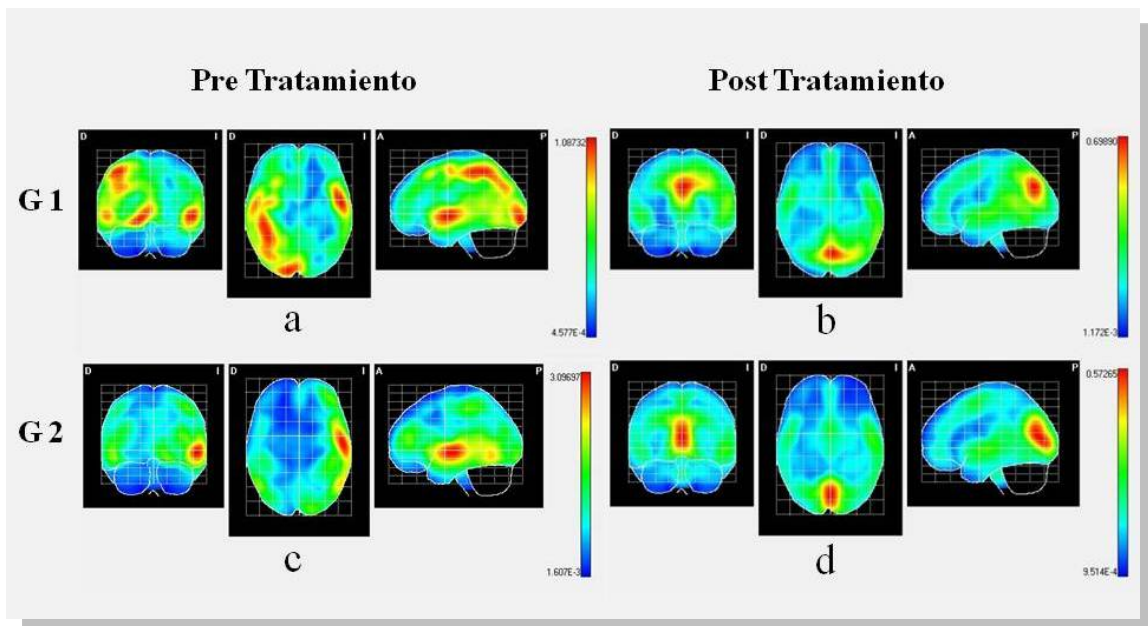 Pre Tratamiento
Post Tratamiento
G 1
D I
D I
A P
1.08732
4.577E-4
a
D I
D I
A P
0.69890
1.172E-3
b
G 2
D I
D I
A P
3.09697
1.607E-3
c
D I
D I
A P
0.57265
9.514E-4
d